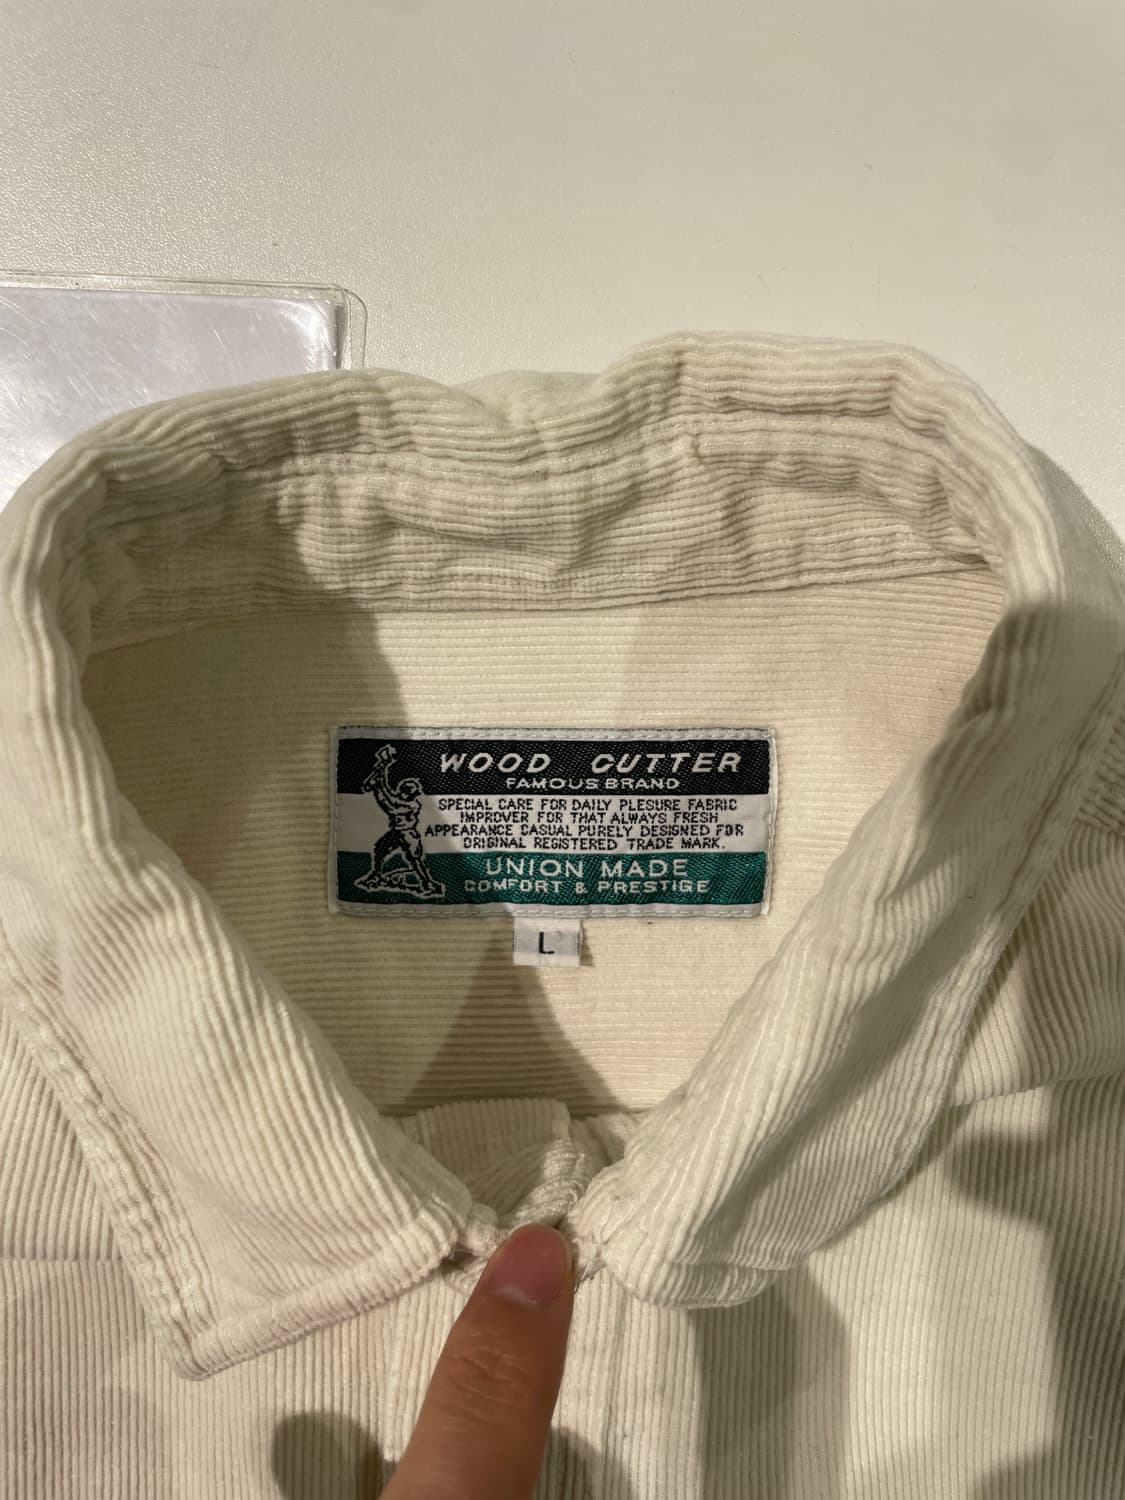 WOOD CUTTER
FAMOUS BRAND
SPECIAL CARE FOR DAILY PLESURE FABRIC
IMPROVER FOR THAT ALWAYS FRESH
APPEARANCE CASUAL PURELY DESIGNED FOR
ORIGINAL REGISTERED TRADE MARK.
UNION MADE
COMFORT & PRESTIGE
L